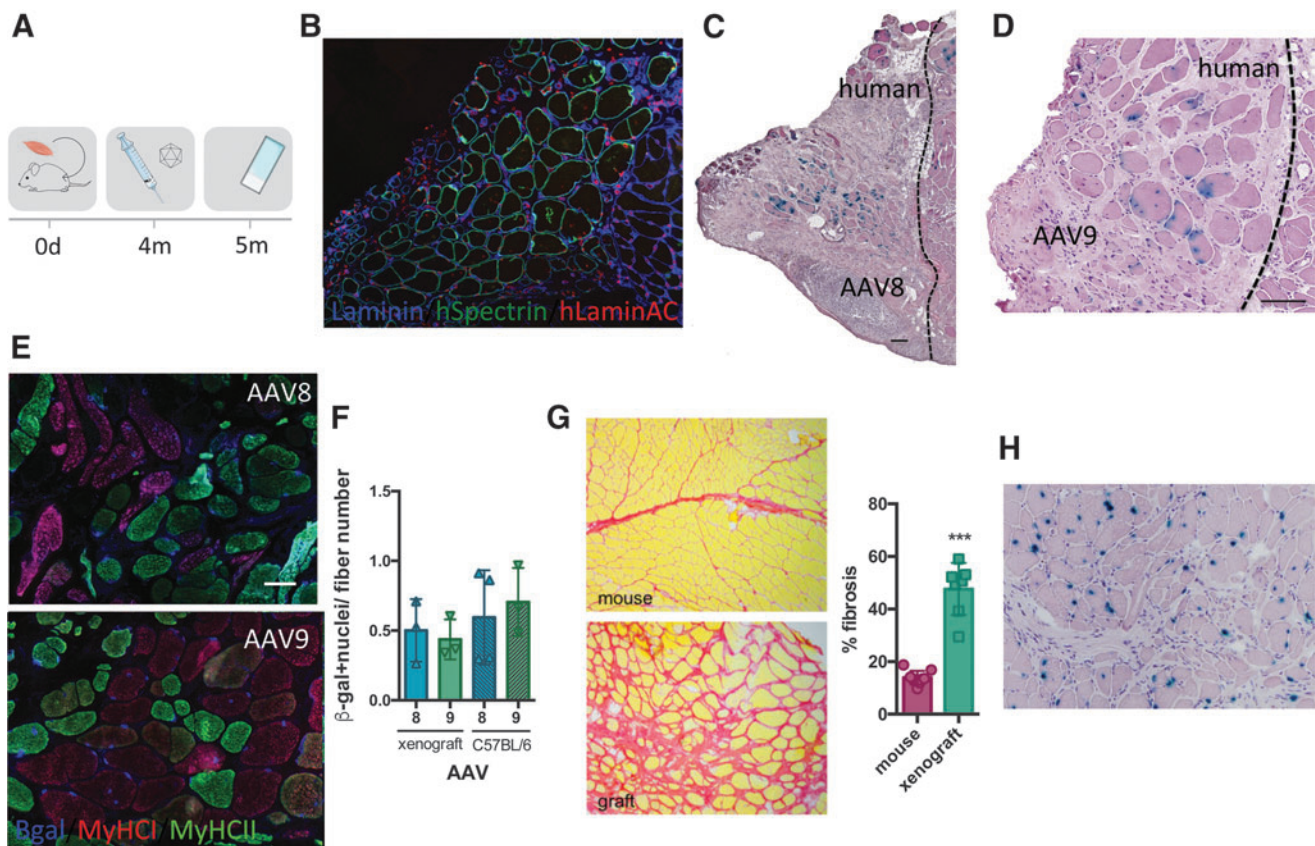 A
0d
4m
5m
B
Laminin/hSpectrin/hLaminAC
C
human
AAV8
D
human
AAV9
E
AAV8
AAV9
Bgal/MyHCI/MyHCII
F
β-gal+nuclei/ fiber number
1.5
1.0
0.5
0.0
8
9
8
9
xenograft
C57BL/6
AAV
G
mouse
graft
% fibrosis
80
60
40
20
0
***
mouse
xenograft
H